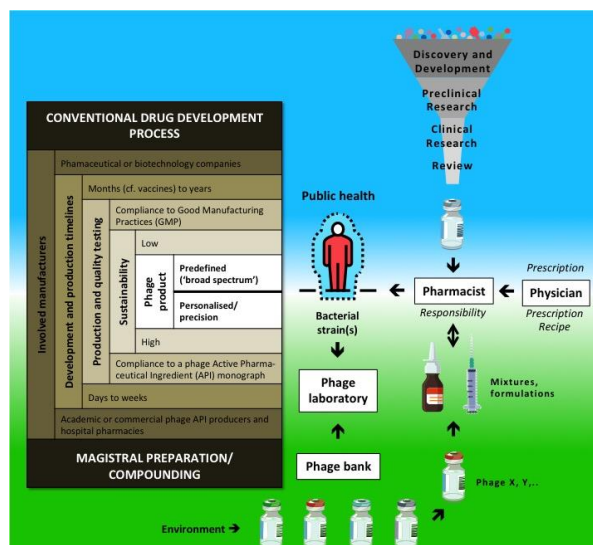 CONVENTIONAL DRUG DEVELOPMENT
PROCESS
Phamaceutical or biotechnology companies
Months (cf. vaccines) to years
Compliance to Good Manufacturing
Practices (GMP)
Low
Predefined
('broad spectrum')
Personalised/
precision
High
Compliance to a phage Active Pharma-
ceutical Ingredient (API) monograph
Days to weeks
Academic or commercial phage API producers and
hospital pharmacies
Involved manufacturers
Development and production timelines
Production and quality testing
Sustainability
Phage
product
MAGISTRAL PREPARATION/
COMPOUNDING
Discovery and
Development
Preclinical
Research
Clinical
Research
Review
Public health
Bacterial
strain(s)
Phage
laboratory
Phage bank
Pharmacist
Responsibility
Prescription
Physician
Prescription
Recipe
Mixtures,
formulations
Phage X, Y,..
Environment →